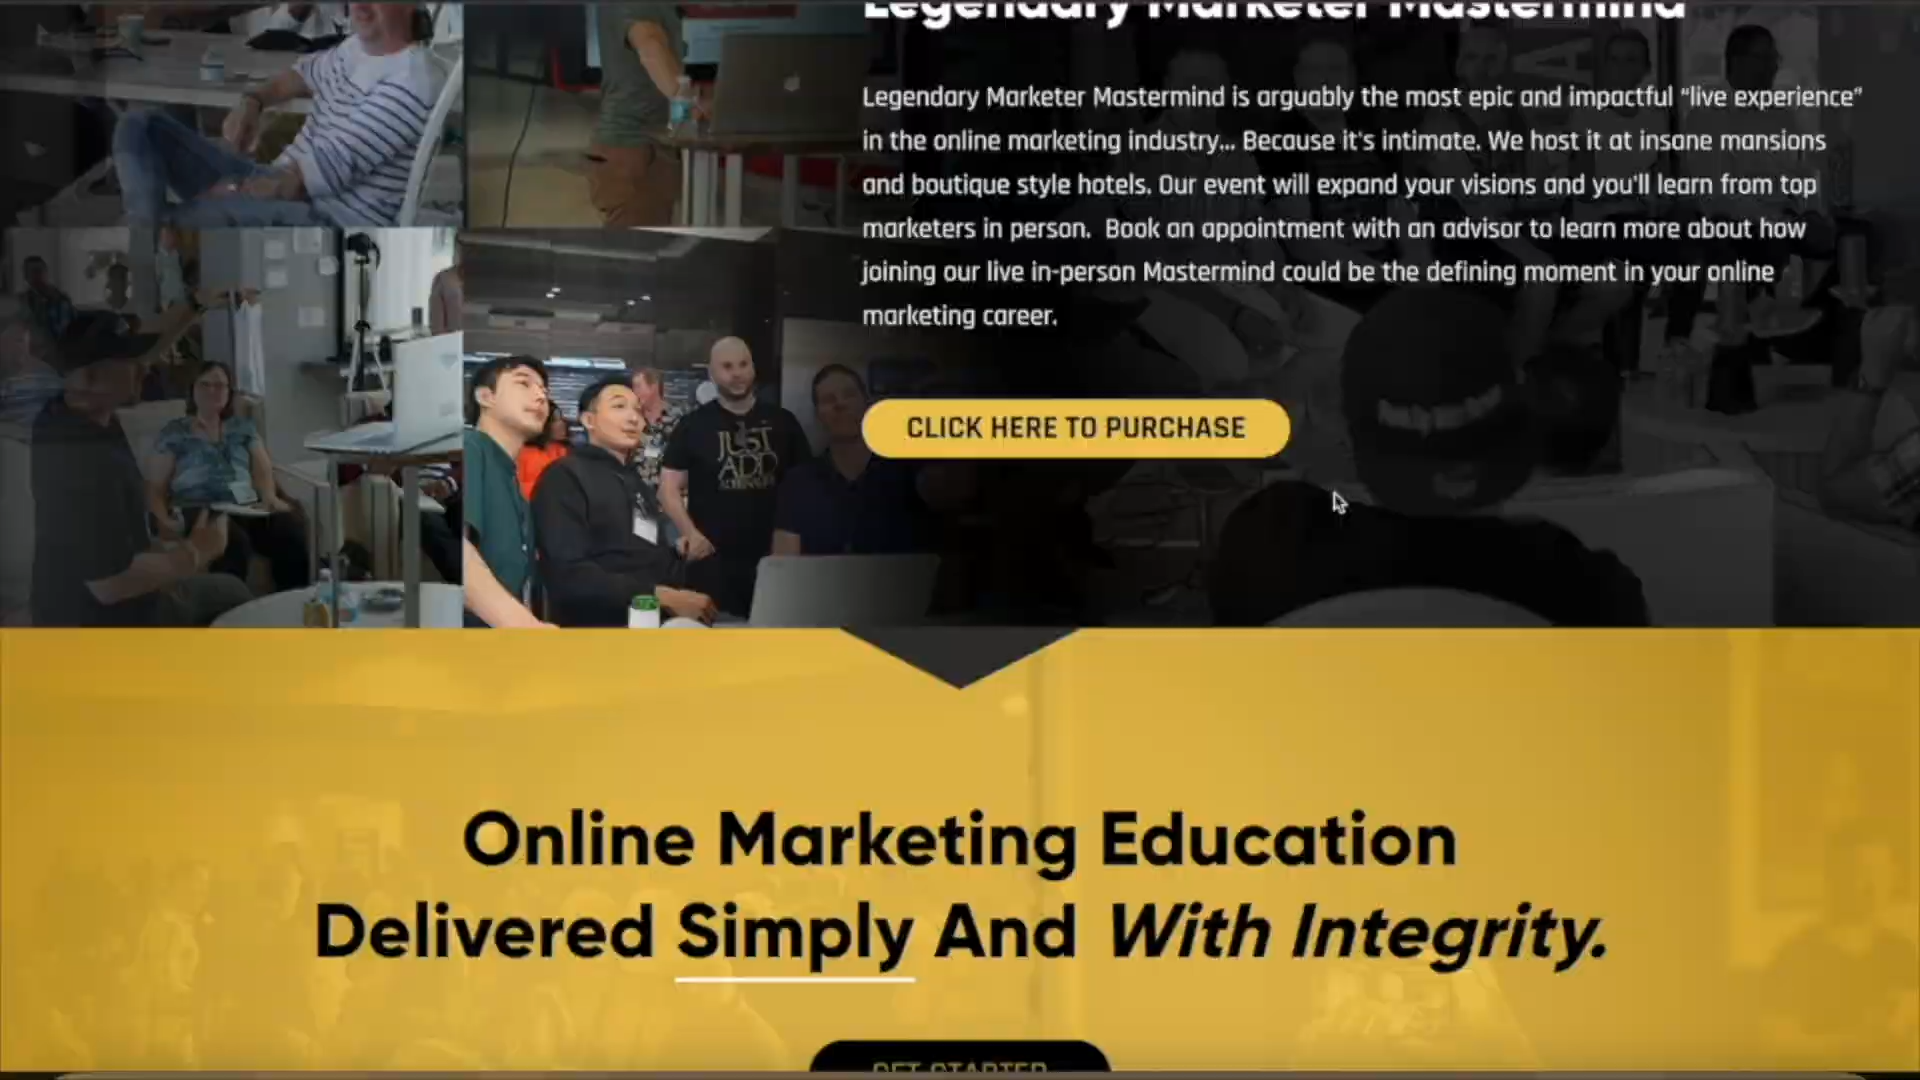 Legendary Marketer Mastermind
Legendary Marketer Mastermind is arguably the most epic and impactful “live experience”
in the online marketing industry... Because it's intimate. We host it at insane mansions
and boutique style hotels. Our event will expand your visions and you'll learn from top
marketers in person. Book an appointment with an advisor to learn more about how
joining our live in-person Mastermind could be the defining moment in your online
marketing career.
CLICK HERE TO PURCHASE
JUST
ADD
Online Marketing Education
Delivered Simply And With Integrity.
GET STARTED